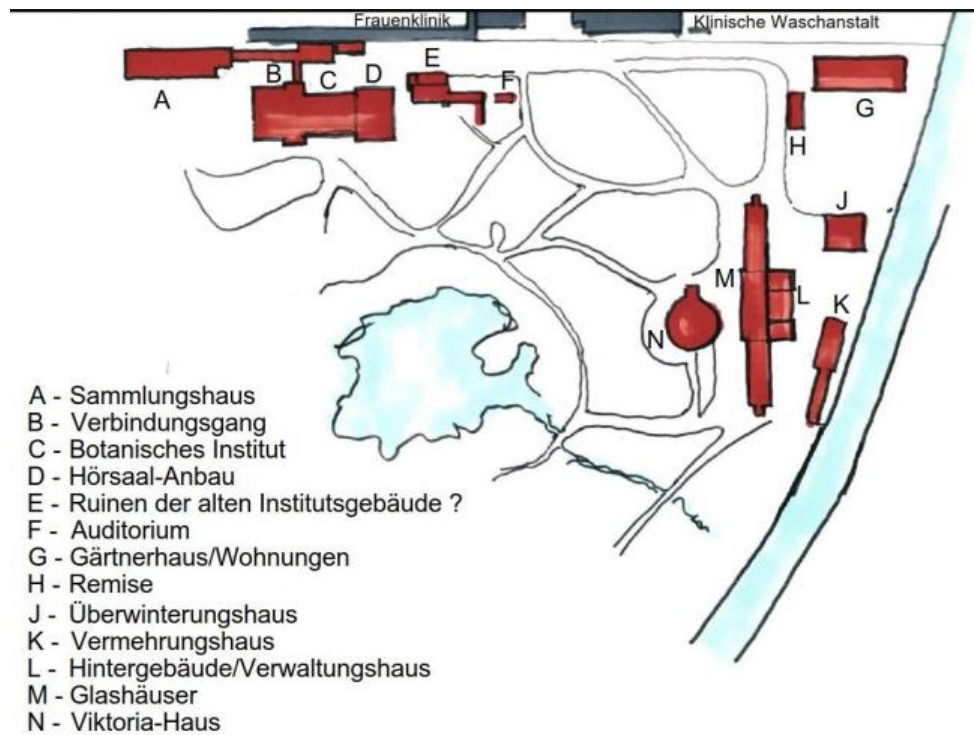 Frauenklinik
Klinische Waschanstalt
E
B
C
D
F
A
G
H
J
M
L
K
N
A - Sammlungshaus
B - Verbindungsgang
C - Botanisches Institut
D - Hörsaal-Anbau
E - Ruinen der alten Institutsgebäude ?
F - Auditorium
G - Gärtnerhaus/Wohnungen
H - Remise
J - Überwinterungshaus
K - Vermehrungshaus
L - Hintergebäude/Verwaltungshaus
M - Glashäuser
N - Viktoria-Haus